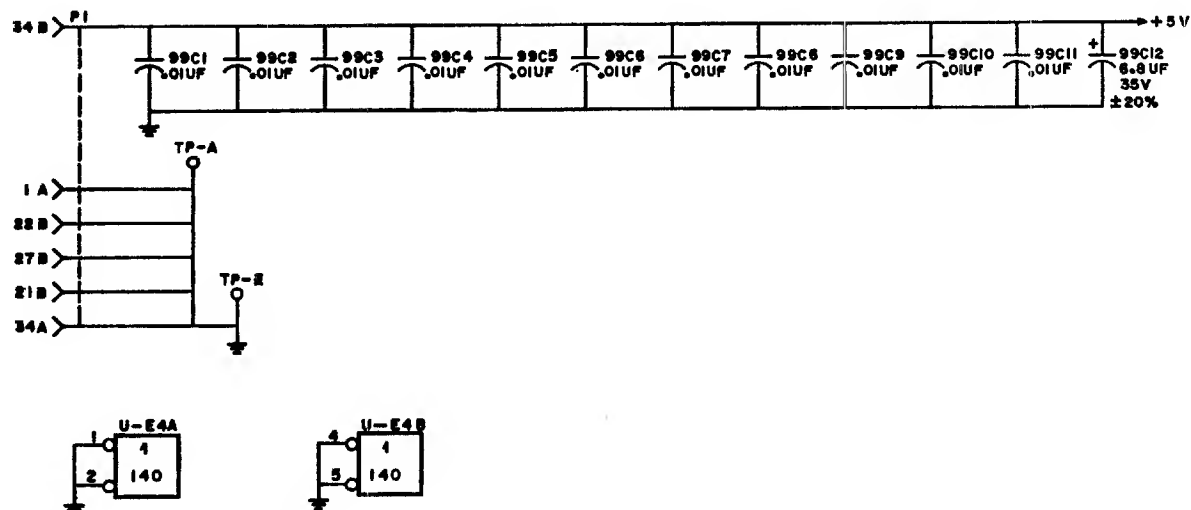 34B P1 +5V
99C1 99C2 99C3 99C4 99C5 99C6 99C7 99C6 99C9 99C10 99C11 + 99C12
.01UF .01UF .01UF .01UF .01UF .01UF .01UF .01UF .01UF .01UF .01UF 6.8UF
35V
±20%
TP-A
1A
22B
27B
TP-E
21B
34A
U-E4A U-E4B
1 1 4 1
2 140 5 140